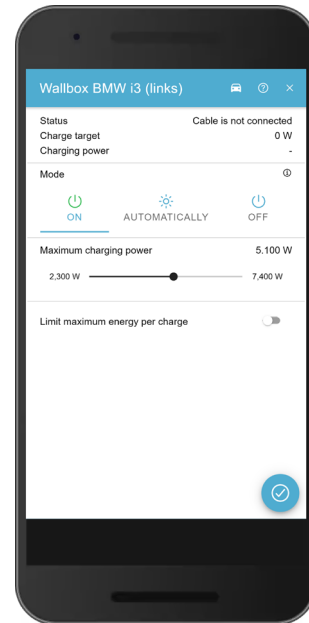 Wallbox BMW i3 (links)
Status Cable is not connected
Charge target 0 W
Charging power -
Mode
ON AUTOMATICALLY OFF
Maximum charging power 5.100 W
2,300 W 7,400 W
Limit maximum energy per charge